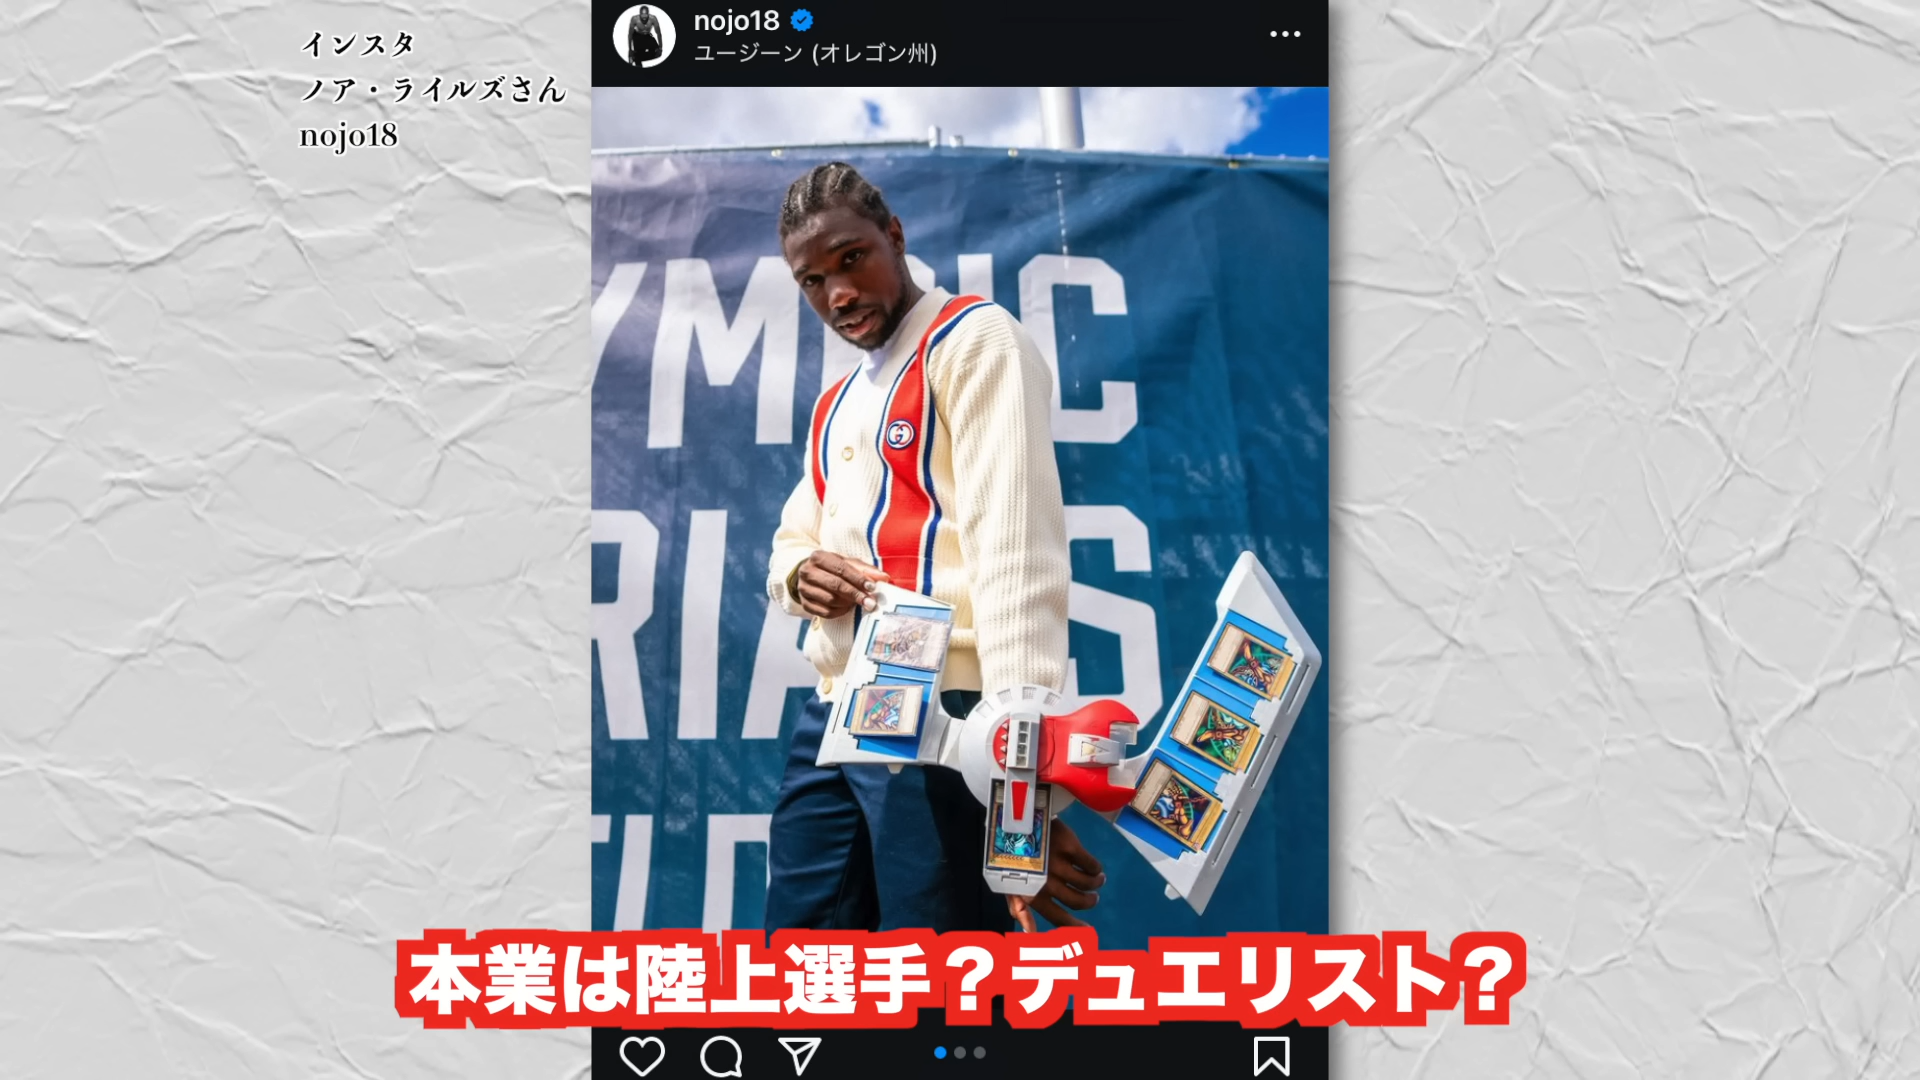 インスタ
ノア・ライルズさん
nojo18
nojo18
ユージーン (オレゴン州)
YMPIC
RIALS
本業は陸上選手？デュエリスト？